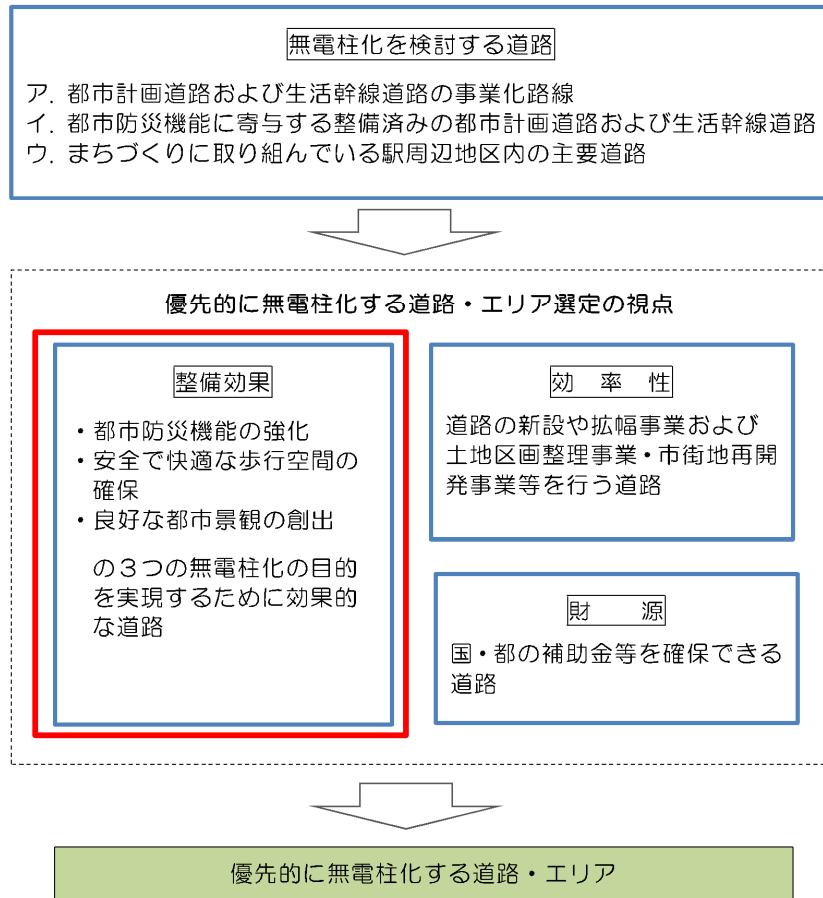 無電柱化を検討する道路
ア. 都市計画道路および生活幹線道路の事業化路線
イ. 都市防災機能に寄与する整備済みの都市計画道路および生活幹線道路
ウ. まちづくりに取り組んでいる駅周辺地区内の主要道路
優先的に無電柱化する道路・エリア選定の視点
整備効果
・都市防災機能の強化
・安全で快適な歩行空間の
確保
・良好な都市景観の創出
の３つの無電柱化の目的
を実現するために効果的
な道路
効 率 性
道路の新設や拡幅事業および
土地区画整理事業・市街地再開
発事業等を行う道路
財 源
国・都の補助金等を確保できる
道路
優先的に無電柱化する道路・エリア